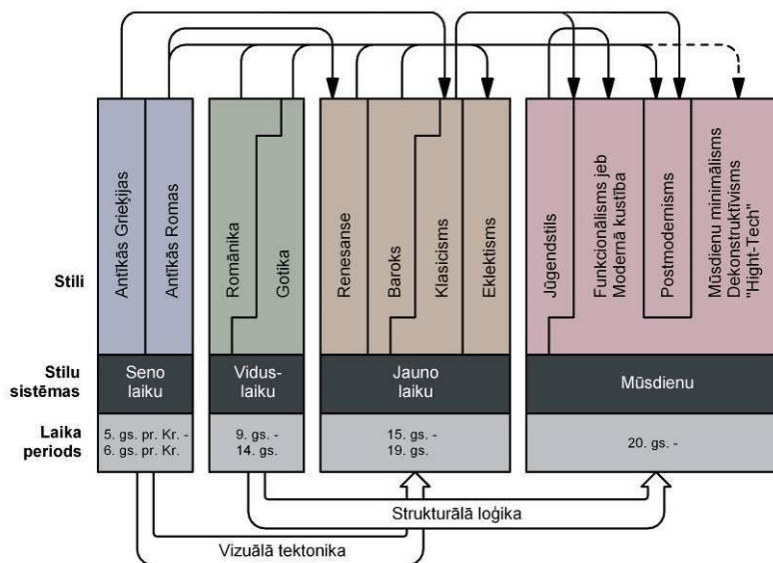 Stili
Antīkās Grieķijas
Antīkās Romas
Romānika
Gotika
Renesanse
Baroks
Klasicisms
Eklektisms
Jūgendstils
Funkcionālisms jeb
Modernā kustība
Postmodernisms
Mūsdienu minimālisms
Dekonstruktīvisms
"Hight-Tech"
Stilu
sistēmas
Seno
laiku
Vidus-
laiku
Jauno
laiku
Mūsdienu
Laika
periods
5. gs. pr. Kr. -
6. gs. pr. Kr.
9. gs. -
14. gs.
15. gs. -
19. gs.
20. gs. -
Strukturālā loģika
Vizuālā tektonika